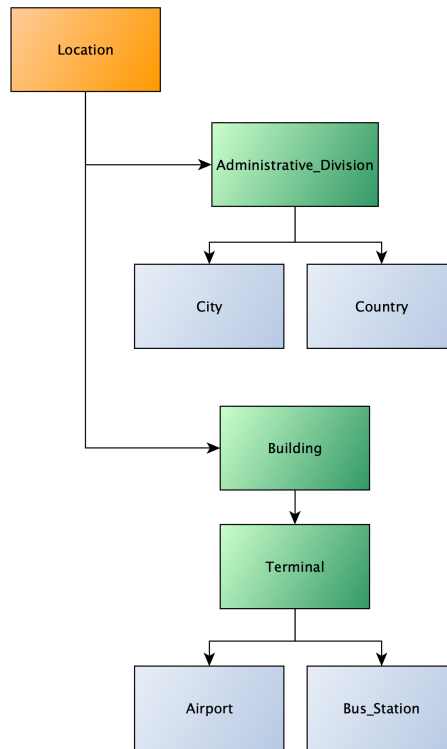 Location
Administrative_Division
City
Country
Building
Terminal
Airport
Bus_Station